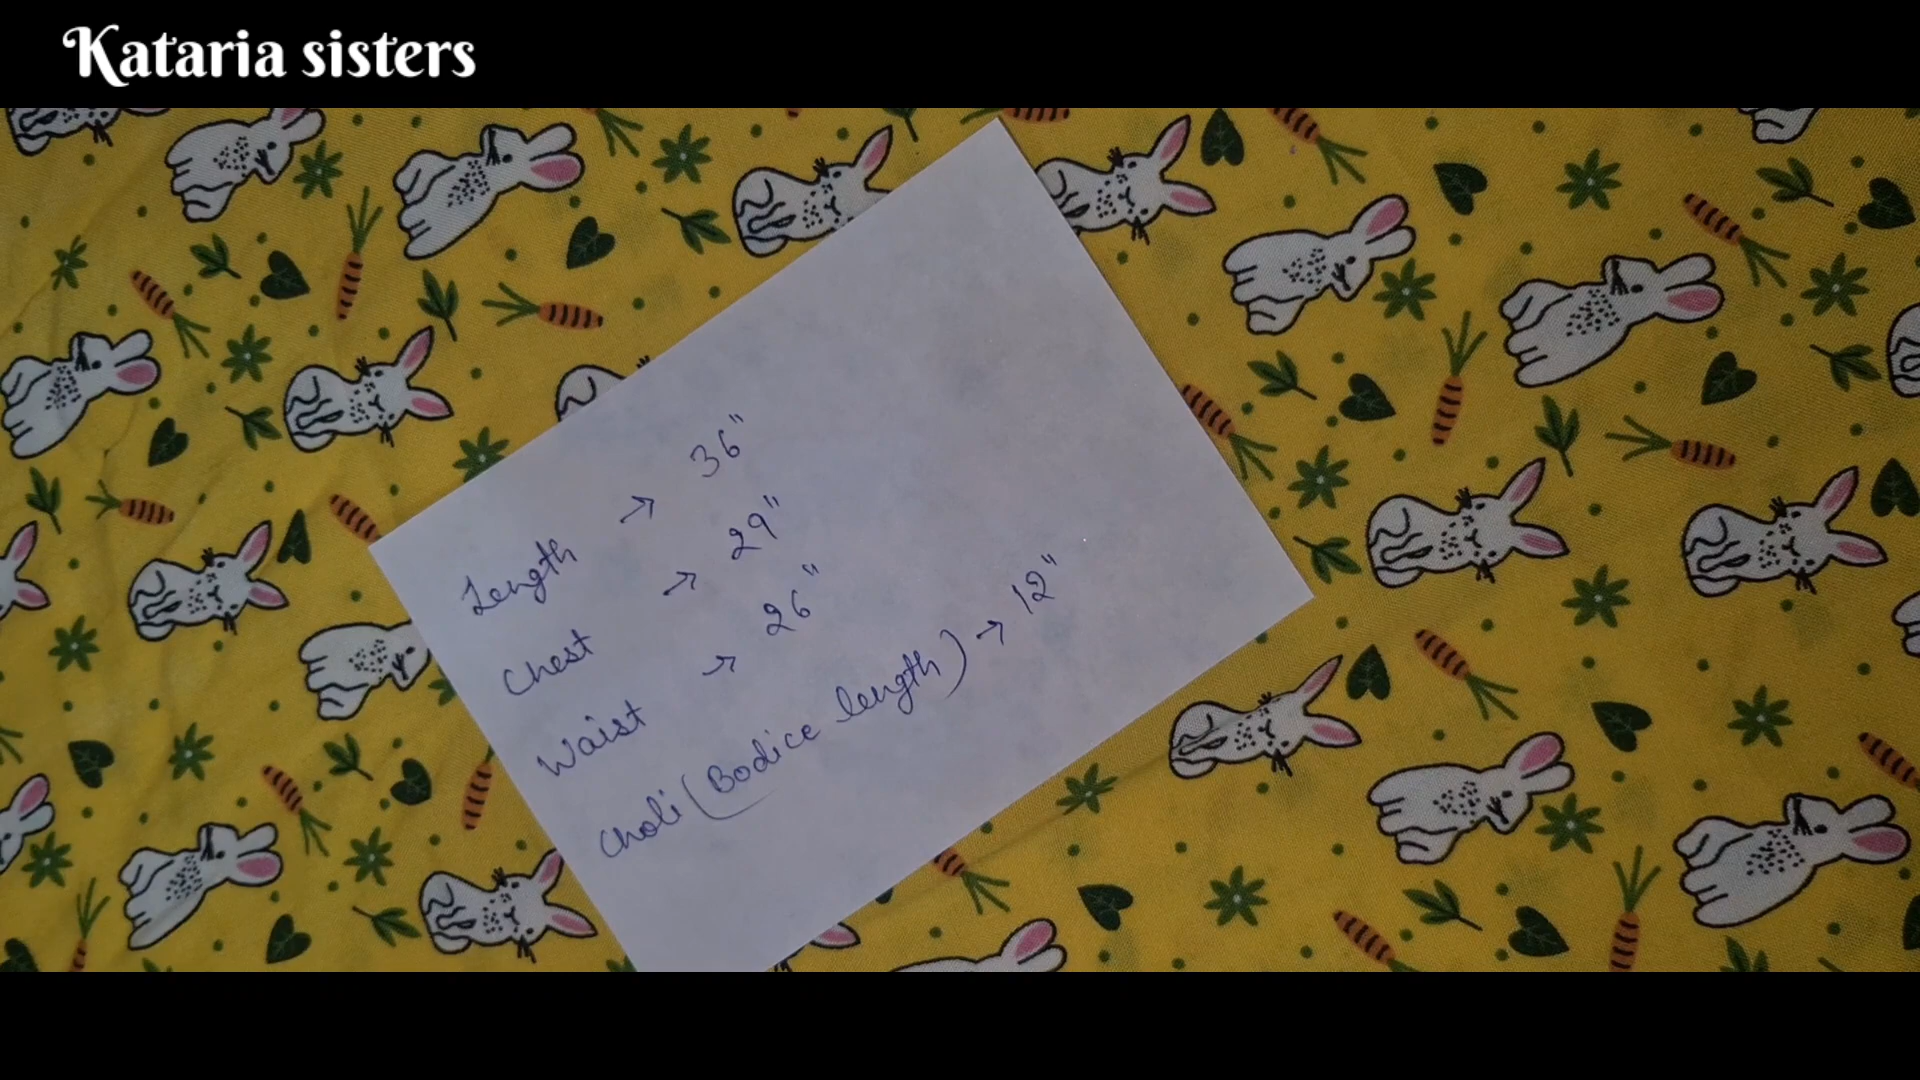 Kataria sisters
Length → 36"
Chest → 29"
Waist → 26"
Choli (Bodice length) → 12"